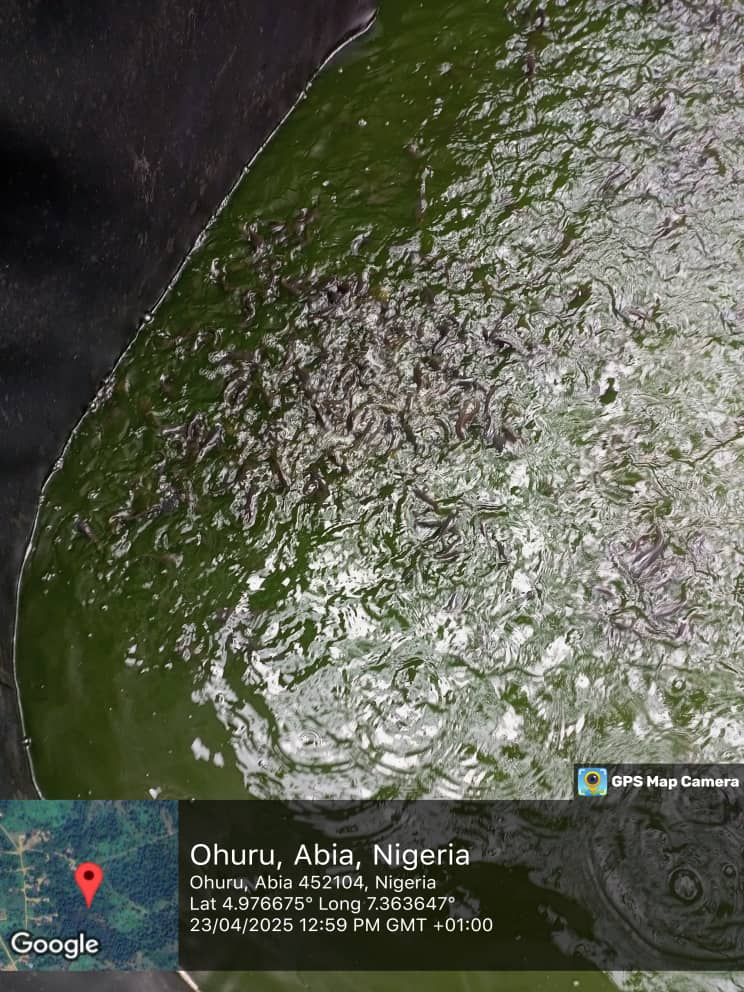 GPS Map Camera
Ohuru, Abia, Nigeria
Ohuru, Abia 452104, Nigeria
Lat 4.976675° Long 7.363647°
23/04/2025 12:59 PM GMT +01:00
Google